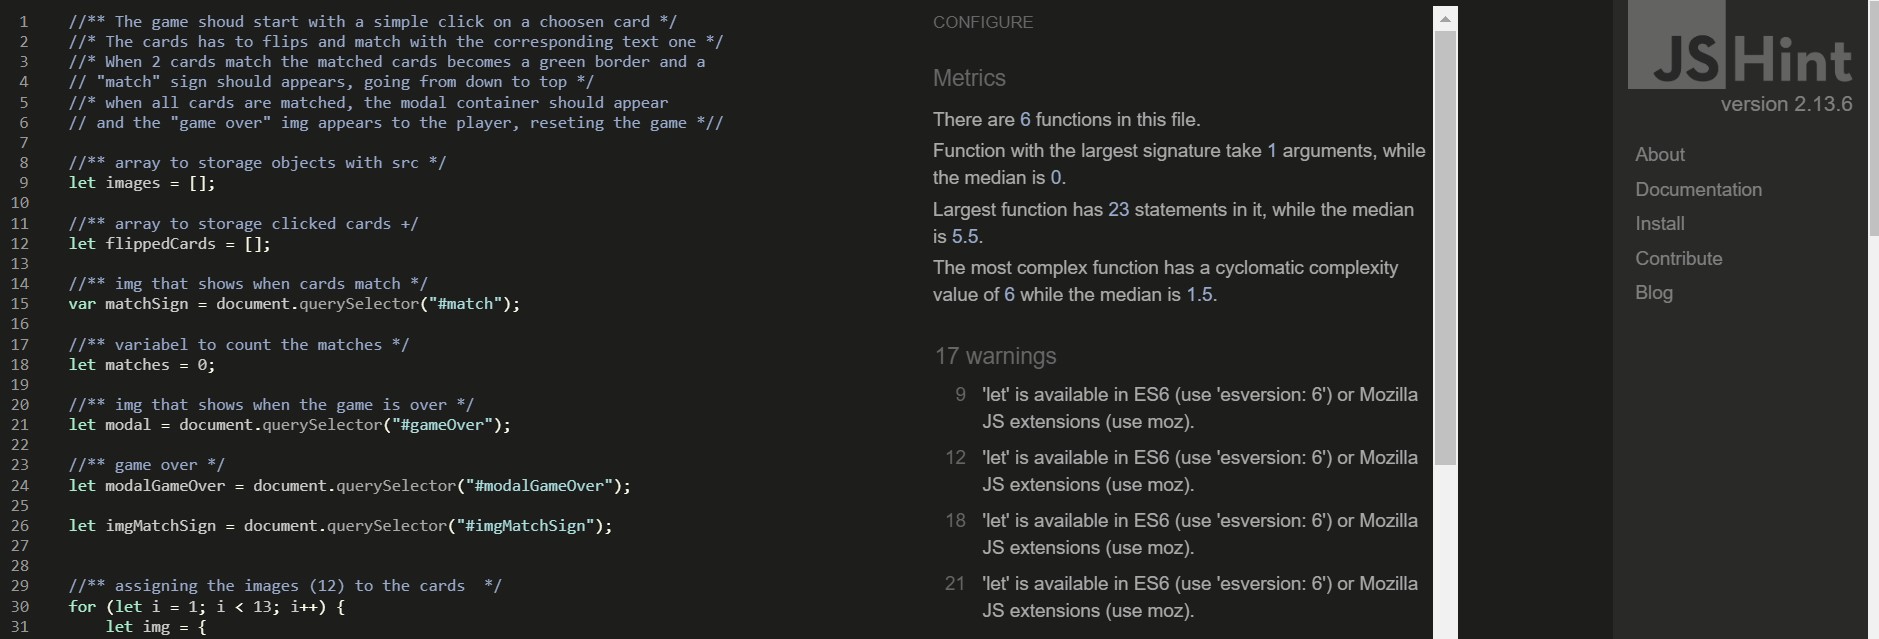 1 //** The game shoud start with a simple click on a choosen card */
2 //* The cards has to flips and match with the corresponding text one */
3 //* When 2 cards match the matched cards becomes a green border and a
4 // "match" sign should appears, going from down to top */
5 //* when all cards are matched, the modal container should appear
6 // and the "game over" img appears to the player, reseting the game *//
7
8 //** array to storage objects with src */
9 let images = [];
10
11 //** array to storage clicked cards +/
12 let flippedCards = [];
13
14 //** img that shows when cards match */
15 var matchSign = document.querySelector("#match");
16
17 //** variabel to count the matches */
18 let matches = 0;
19
20 //** img that shows when the game is over */
21 let modal = document.querySelector("#gameOver");
22
23 //** game over */
24 let modalGameOver = document.querySelector("#modalGameOver");
25
26 let imgMatchSign = document.querySelector("#imgMatchSign");
27
28
29 //** assigning the images (12) to the cards  */
30 for (let i = 1; i < 13; i++) {
31     let img = {
CONFIGURE
Metrics
There are 6 functions in this file.
Function with the largest signature take 1 arguments, while
the median is 0.
Largest function has 23 statements in it, while the median
is 5.5.
The most complex function has a cyclomatic complexity
value of 6 while the median is 1.5.
17 warnings
9 'let' is available in ES6 (use 'esversion: 6') or Mozilla
JS extensions (use moz).
12 'let' is available in ES6 (use 'esversion: 6') or Mozilla
JS extensions (use moz).
18 'let' is available in ES6 (use 'esversion: 6') or Mozilla
JS extensions (use moz).
21 'let' is available in ES6 (use 'esversion: 6') or Mozilla
JS extensions (use moz).
JSHint
version 2.13.6
About
Documentation
Install
Contribute
Blog